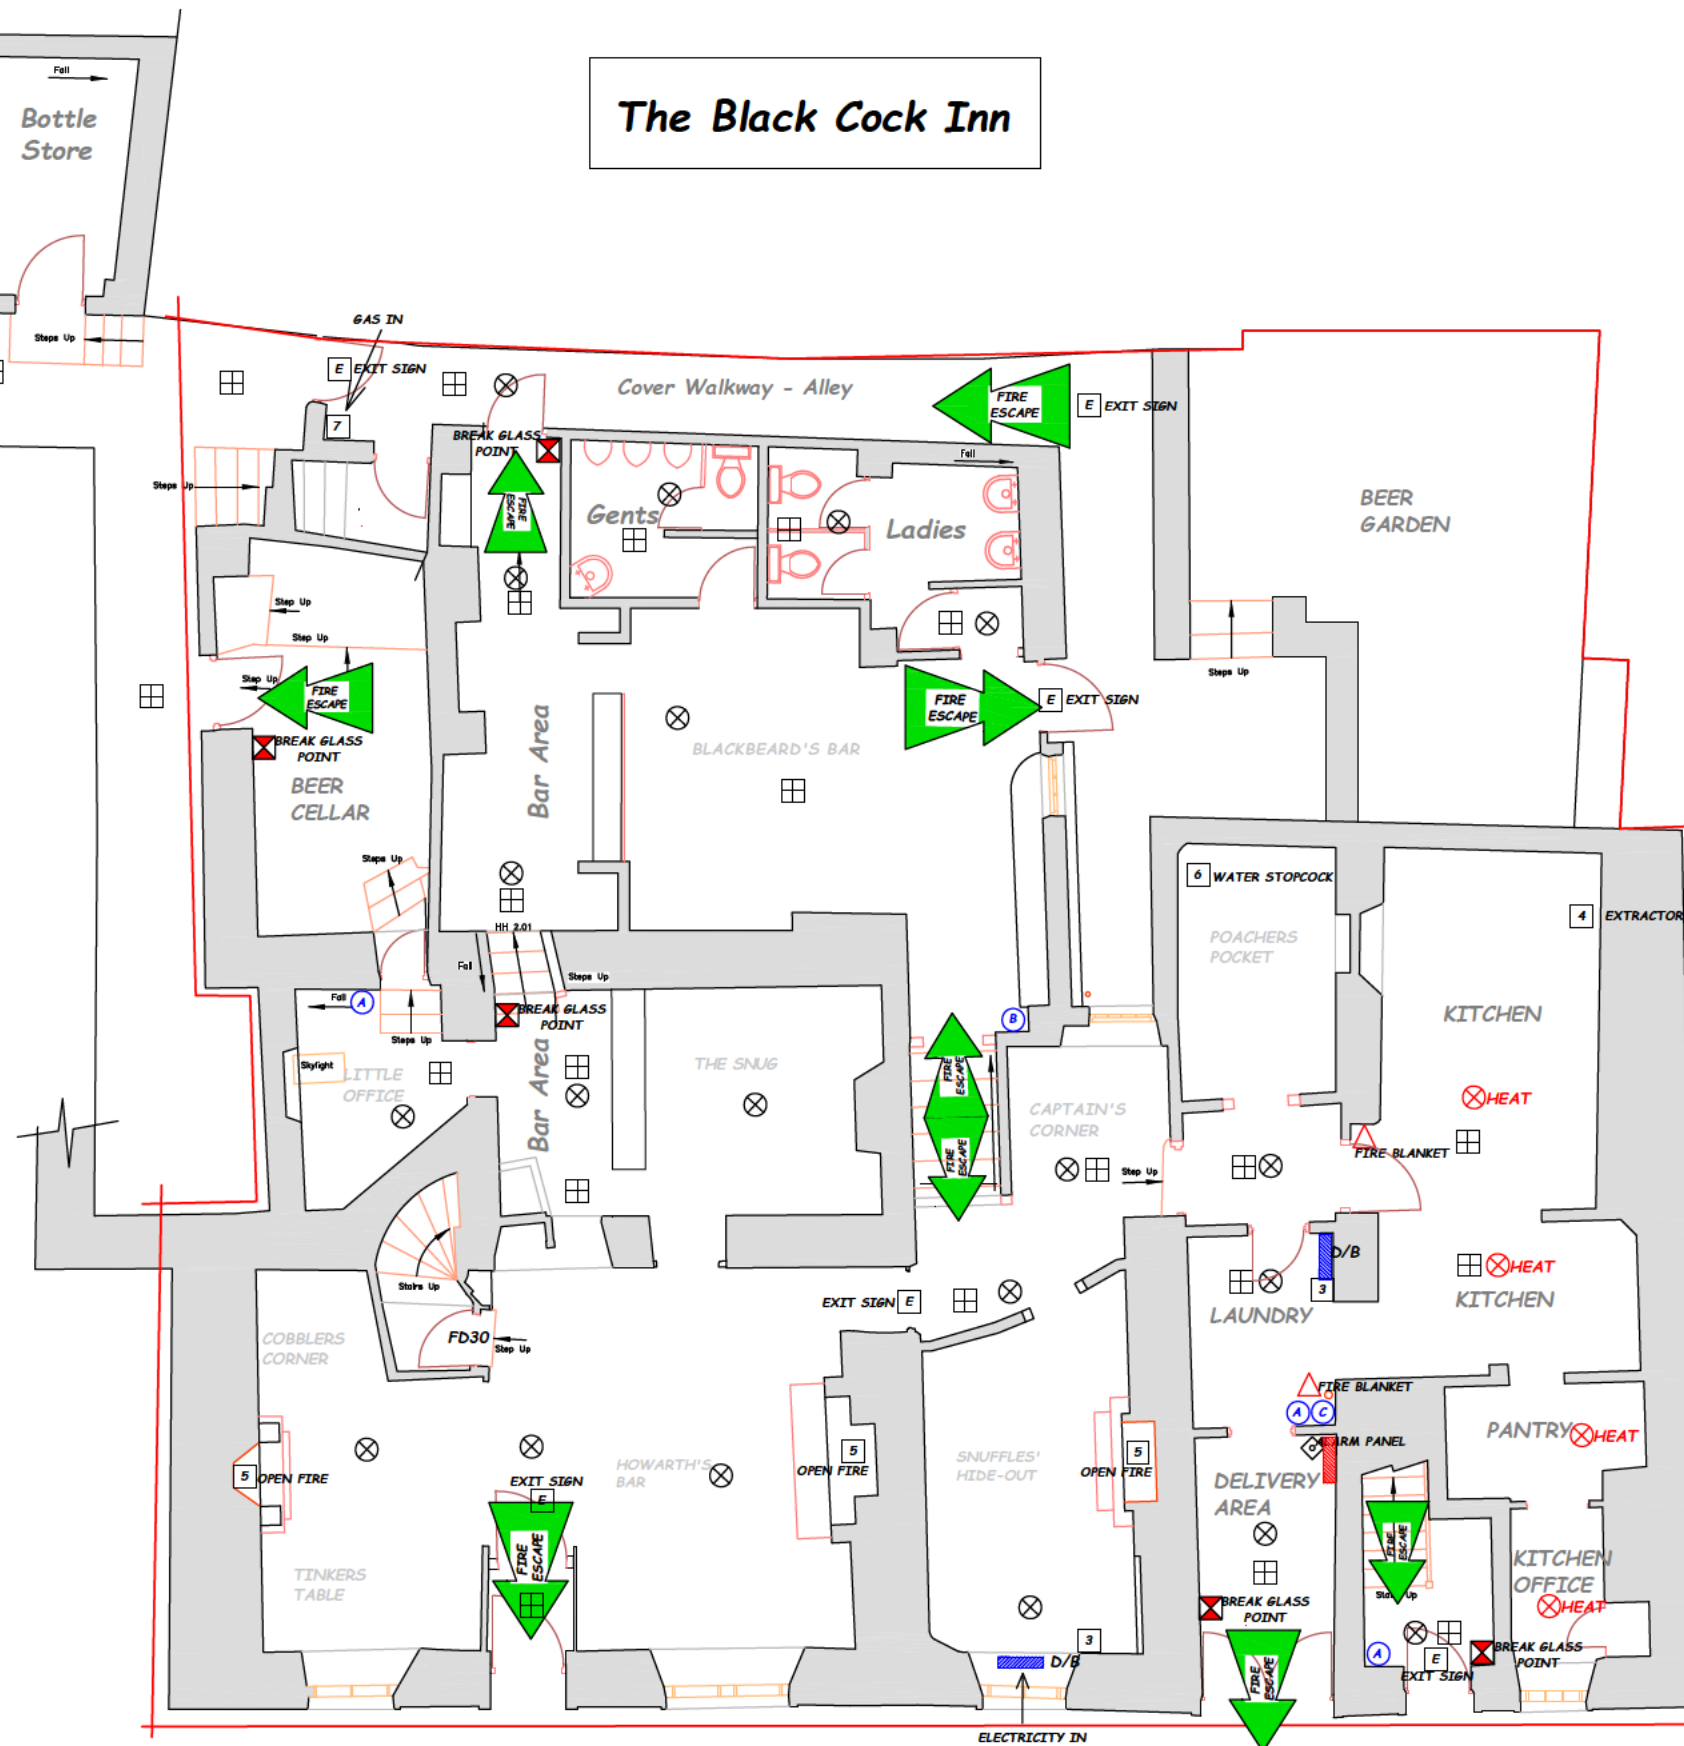 The Black Cock Inn
Fall
Bottle
Store
Steps Up
GAS IN
E EXIT SIGN
7
Cover Walkway - Alley
FIRE
ESCAPE
E EXIT SIGN
BREAK GLASS
POINT
FIRE
ESCAPE
Steps Up
Gents
Ladies
Fall
BEER
GARDEN
Step Up
Step Up
Step Up
FIRE
ESCAPE
BREAK GLASS
POINT
BEER
CELLAR
Bar Area
BLACKBEARD'S BAR
FIRE
ESCAPE
E EXIT SIGN
Steps Up
Steps Up
HH 2.01
Fall
Steps Up
6 WATER STOPCOCK
4 EXTRACTOR
POACHERS
POCKET
KITCHEN
Fall
A
Steps Up
BREAK GLASS
POINT
B
Skylight
LITTLE
OFFICE
Bar Area
THE SNUG
FIRE
ESCAPE
FIRE
ESCAPE
CAPTAIN'S
CORNER
Step Up
HEAT
FIRE BLANKET
Stairs Up
FD30
Step Up
COBBLERS
CORNER
EXIT SIGN E
D/B
3
LAUNDRY
HEAT
KITCHEN
FIRE BLANKET
A C
ALARM PANEL
PANTRY
HEAT
5 OPEN FIRE
EXIT SIGN
E
HOWARTH'S
BAR
5
OPEN FIRE
SNUFFLES'
HIDE-OUT
5
OPEN FIRE
DELIVERY
AREA
FIRE
ESCAPE
TINKERS
TABLE
FIRE
ESCAPE
Stairs Up
KITCHEN
OFFICE
HEAT
BREAK GLASS
POINT
3
D/B
ELECTRICITY IN
FIRE
ESCAPE
A
E
EXIT SIGN
BREAK GLASS
POINT